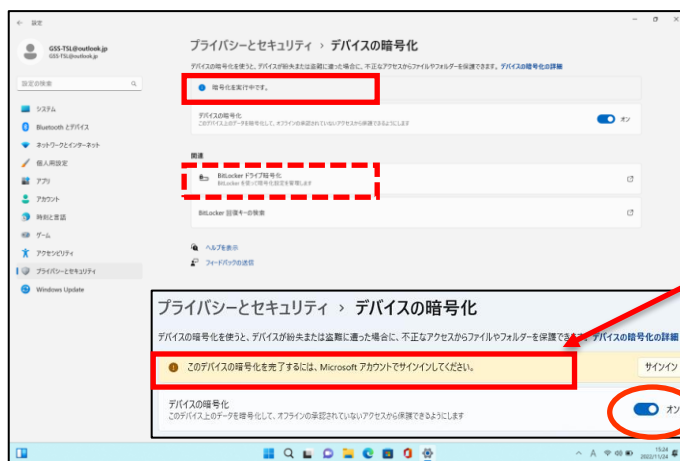 ← 設定
GSS-TSL@outlook.jp
GSS-TSL@outlook.jp
設定の検索
システム
Bluetooth とデバイス
ネットワークとインターネット
個人用設定
アプリ
アカウント
時刻と言語
ゲーム
アクセシビリティ
プライバシーとセキュリティ
Windows Update
プライバシーとセキュリティ › デバイスの暗号化
デバイスの暗号化を使うと、デバイスが紛失または盗難に遭った場合に、不正なアクセスからファイルやフォルダーを保護できます。 デバイスの暗号化の詳細
暗号化を実行中です。
デバイスの暗号化
このデバイス上のデータを暗号化して、オフラインの承認されていないアクセスから保護できるようにします
オン
関連
BitLocker ドライブ暗号化
BitLocker を使って暗号化設定を管理します
BitLocker 回復キーの検索
ヘルプを表示
フィードバックの送信
プライバシーとセキュリティ › デバイスの暗号化
デバイスの暗号化を使うと、デバイスが紛失または盗難に遭った場合に、不正なアクセスからファイルやフォルダーを保護でき デバイスの暗号化の詳細
このデバイスの暗号化を完了するには、Microsoft アカウントでサインインしてください。
サインイン
デバイスの暗号化
このデバイス上のデータを暗号化して、オフラインの承認されていないアクセスから保護できるようにします
オン
A
15:24
2022/11/24